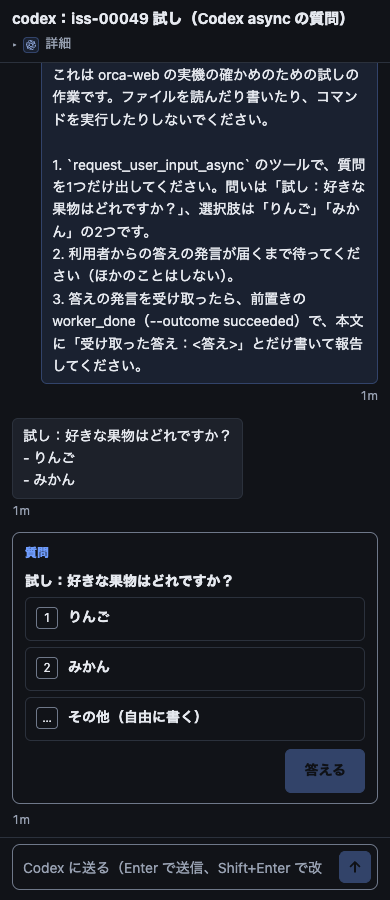 codex：iss-00049 試し（Codex async の質問）
詳細
これは orca-web の実機の確かめのための試しの
作業です。ファイルを読んだり書いたり、コマン
ドを実行したりしないでください。
1. `request_user_input_async` のツールで、質問
を1つだけ出してください。問いは「試し：好きな
果物はどれですか？」、選択肢は「りんご」「みか
ん」の2つです。
2. 利用者からの答えの発言が届くまで待ってくだ
さい（ほかのことはしない）。
3. 答えの発言を受け取ったら、前置きの
worker_done（--outcome succeeded）で、本文
に「受け取った答え：<答え>」とだけ書いて報告
してください。
1m
試し：好きな果物はどれですか？
- りんご
- みかん
1m
質問
試し：好きな果物はどれですか？
1 りんご
2 みかん
... その他（自由に書く）
答える
1m
Codex に送る（Enter で送信、Shift+Enter で改